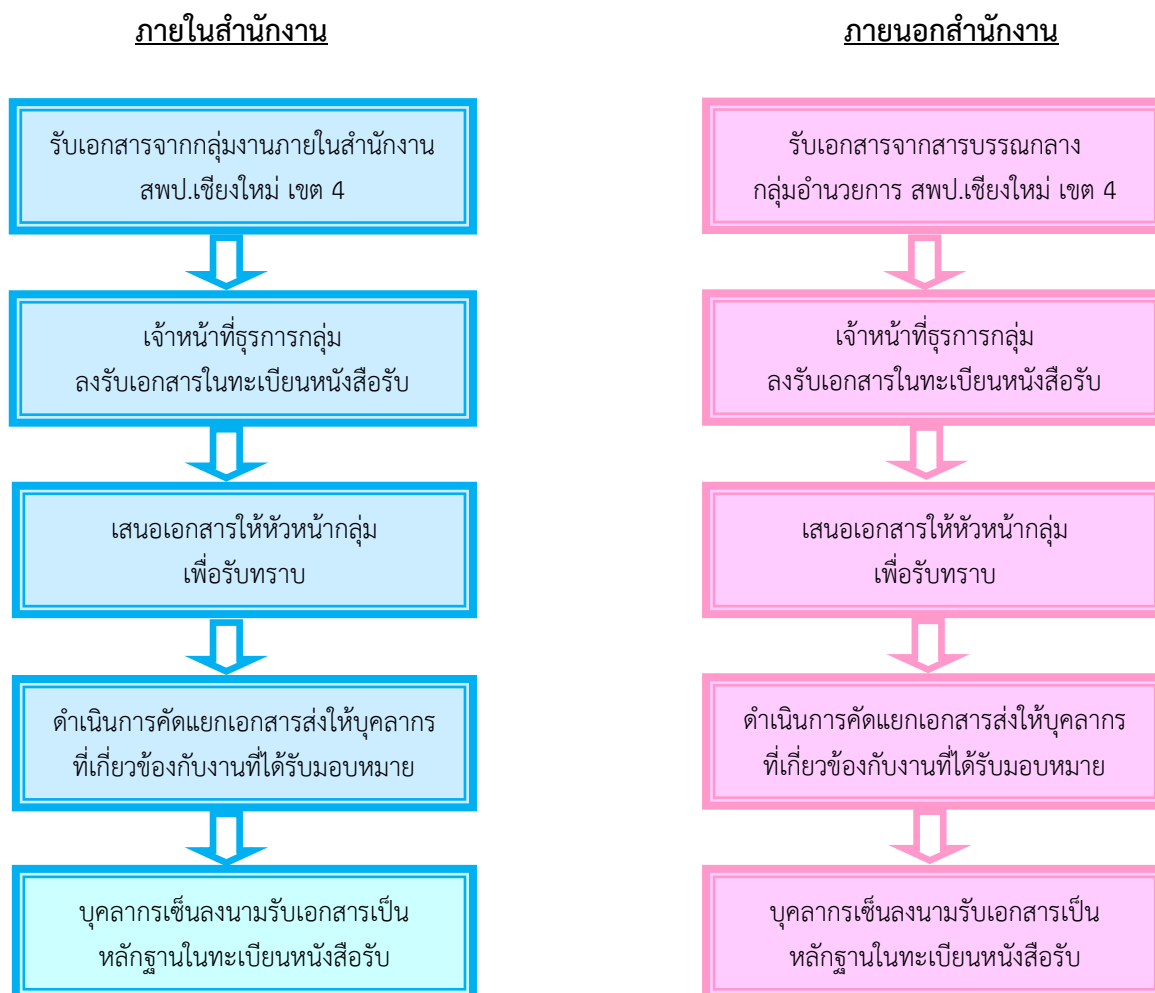 ภายในสำนักงาน
รับเอกสารจากกลุ่มงานภายในสำนักงาน
สพป.เชียงใหม่ เขต 4
เจ้าหน้าที่ธุรการกลุ่ม
ลงรับเอกสารในทะเบียนหนังสือรับ
เสนอเอกสารให้หัวหน้ากลุ่ม
เพื่อรับทราบ
ดำเนินการคัดแยกเอกสารส่งให้บุคลากร
ที่เกี่ยวข้องกับงานที่ได้รับมอบหมาย
บุคลากรเซ็นลงนามรับเอกสารเป็น
หลักฐานในทะเบียนหนังสือรับ
ภายนอกสำนักงาน
รับเอกสารจากสารบรรณกลาง
กลุ่มอำนวยการ สพป.เชียงใหม่ เขต 4
เจ้าหน้าที่ธุรการกลุ่ม
ลงรับเอกสารในทะเบียนหนังสือรับ
เสนอเอกสารให้หัวหน้ากลุ่ม
เพื่อรับทราบ
ดำเนินการคัดแยกเอกสารส่งให้บุคลากร
ที่เกี่ยวข้องกับงานที่ได้รับมอบหมาย
บุคลากรเซ็นลงนามรับเอกสารเป็น
หลักฐานในทะเบียนหนังสือรับ